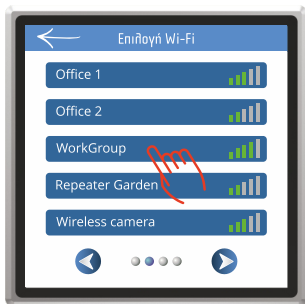 Επιλογή Wi-Fi
Office 1
Office 2
WorkGroup
Repeater Garden
Wireless camera